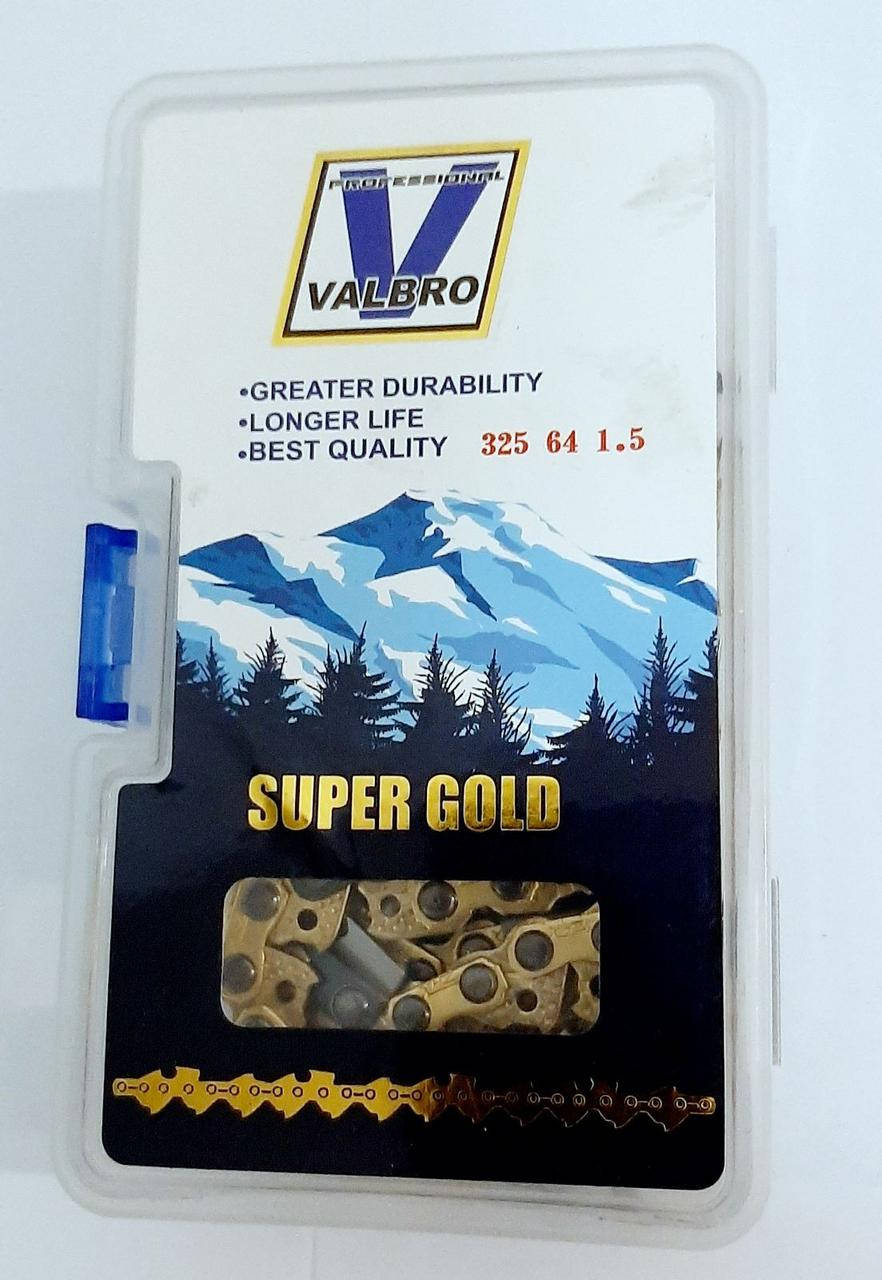 PROFESSIONAL
VALBRO
•GREATER DURABILITY
•LONGER LIFE
•BEST QUALITY 325 64 1.5
SUPER GOLD